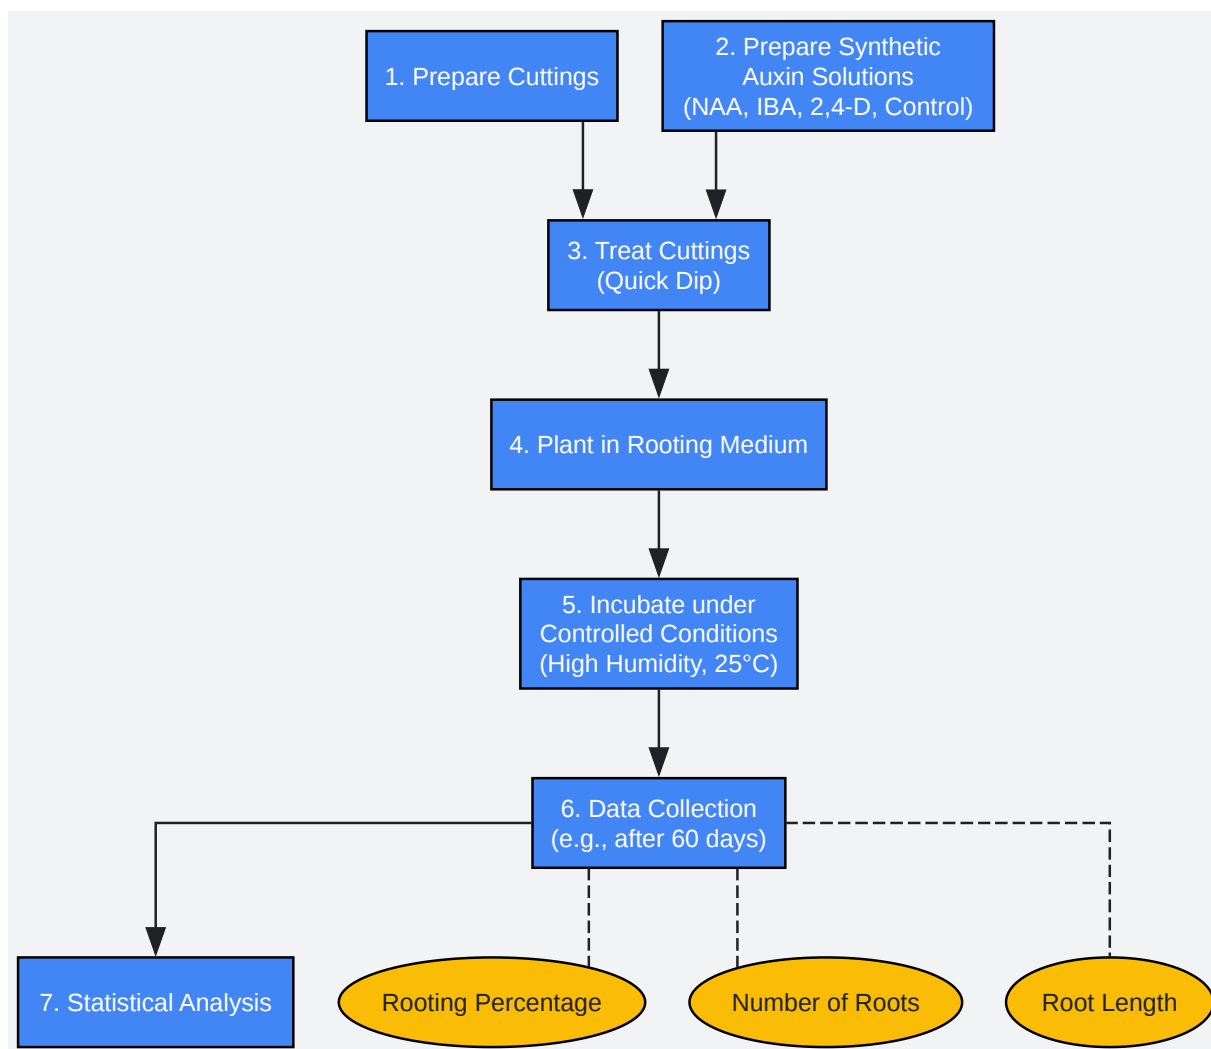 1. Prepare Cuttings
2. Prepare Synthetic
Auxin Solutions
(NAA, IBA, 2,4-D, Control)
3. Treat Cuttings
(Quick Dip)
4. Plant in Rooting Medium
5. Incubate under
Controlled Conditions
(High Humidity, 25°C)
6. Data Collection
(e.g., after 60 days)
7. Statistical Analysis
Rooting Percentage
Number of Roots
Root Length